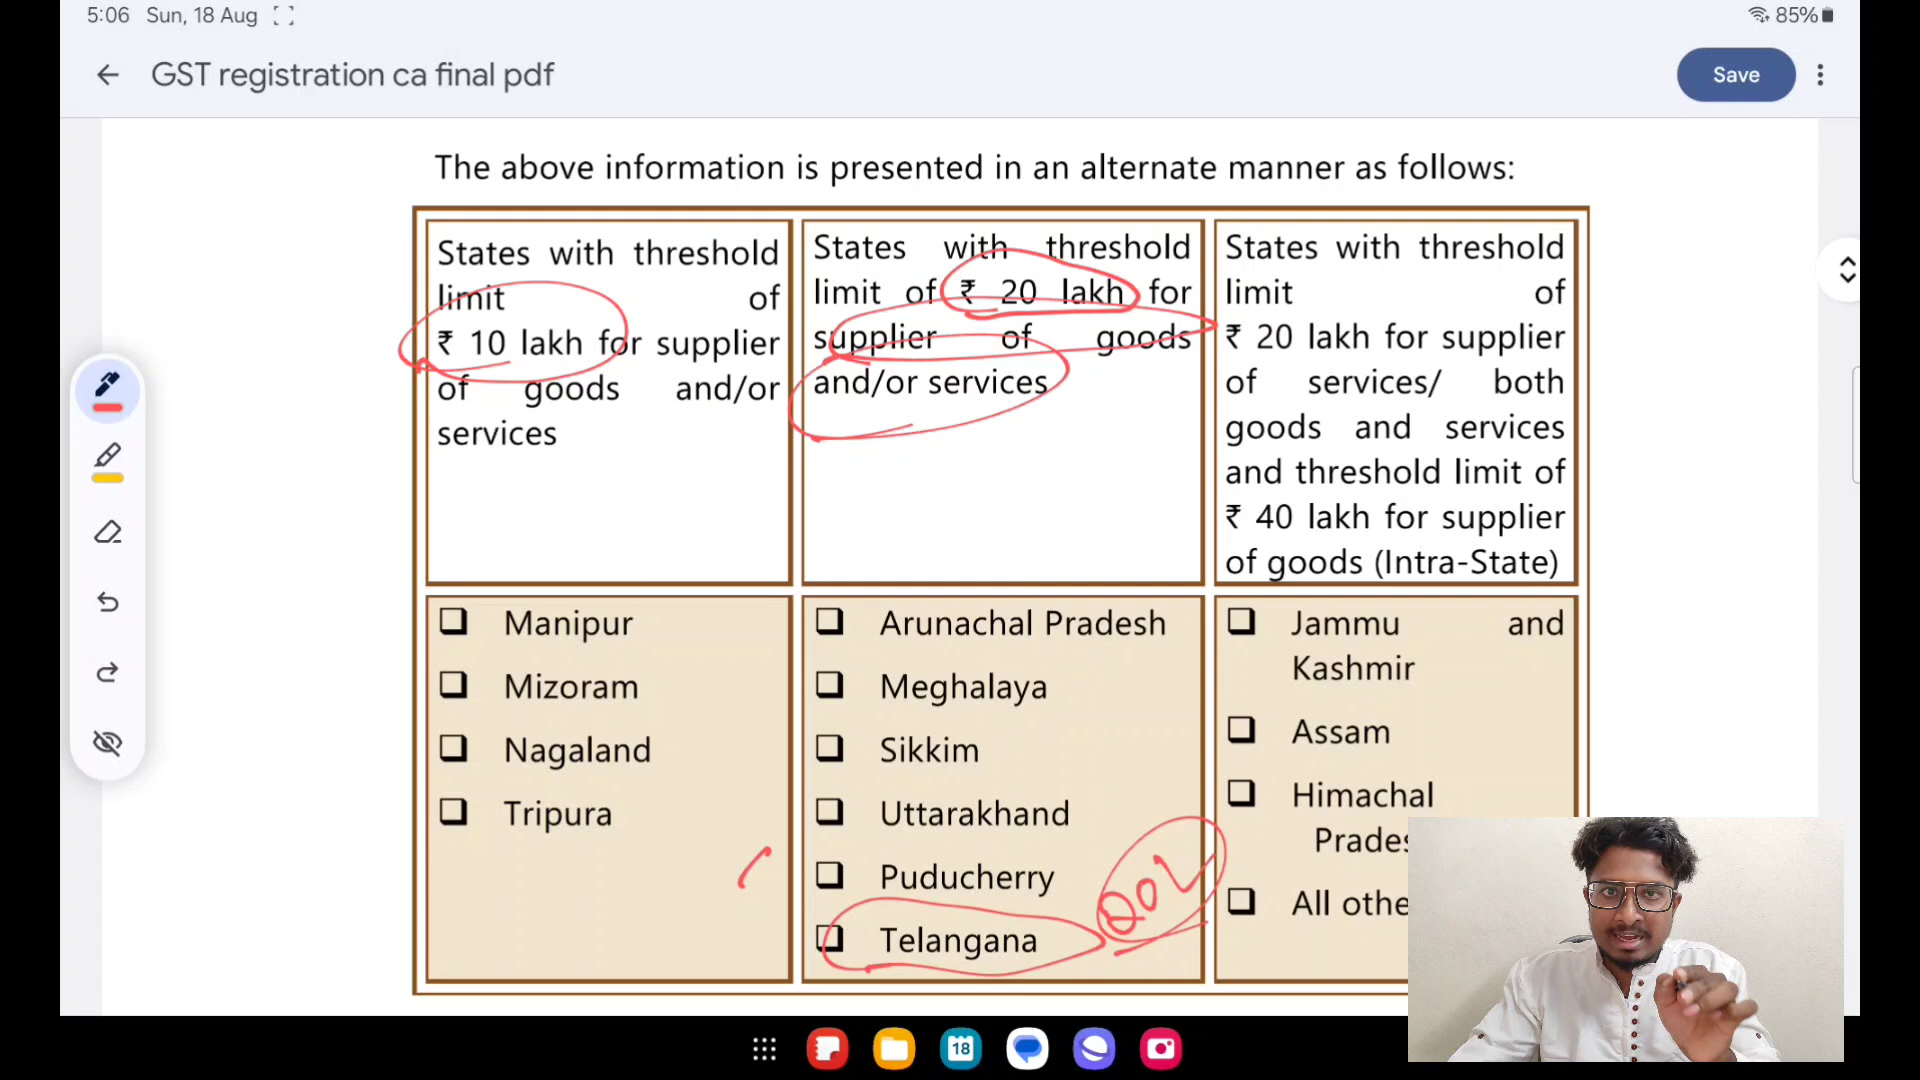 5:06 Sun, 18 Aug
85%
GST registration ca final pdf
Save
The above information is presented in an alternate manner as follows:
States with threshold
limit of
₹ 10 lakh for supplier
of goods and/or
services
States with threshold
limit of ₹ 20 lakh for
supplier of goods
and/or services
States with threshold
limit of
₹ 20 lakh for supplier
of services/ both
goods and services
and threshold limit of
₹ 40 lakh for supplier
of goods (Intra-State)
❑ Manipur
❑ Mizoram
❑ Nagaland
❑ Tripura
❑ Arunachal Pradesh
❑ Meghalaya
❑ Sikkim
❑ Uttarakhand
❑ Puducherry
❑ Telangana
20L
❑ Jammu and
Kashmir
❑ Assam
❑ Himachal
Prades
❑ All othe
18